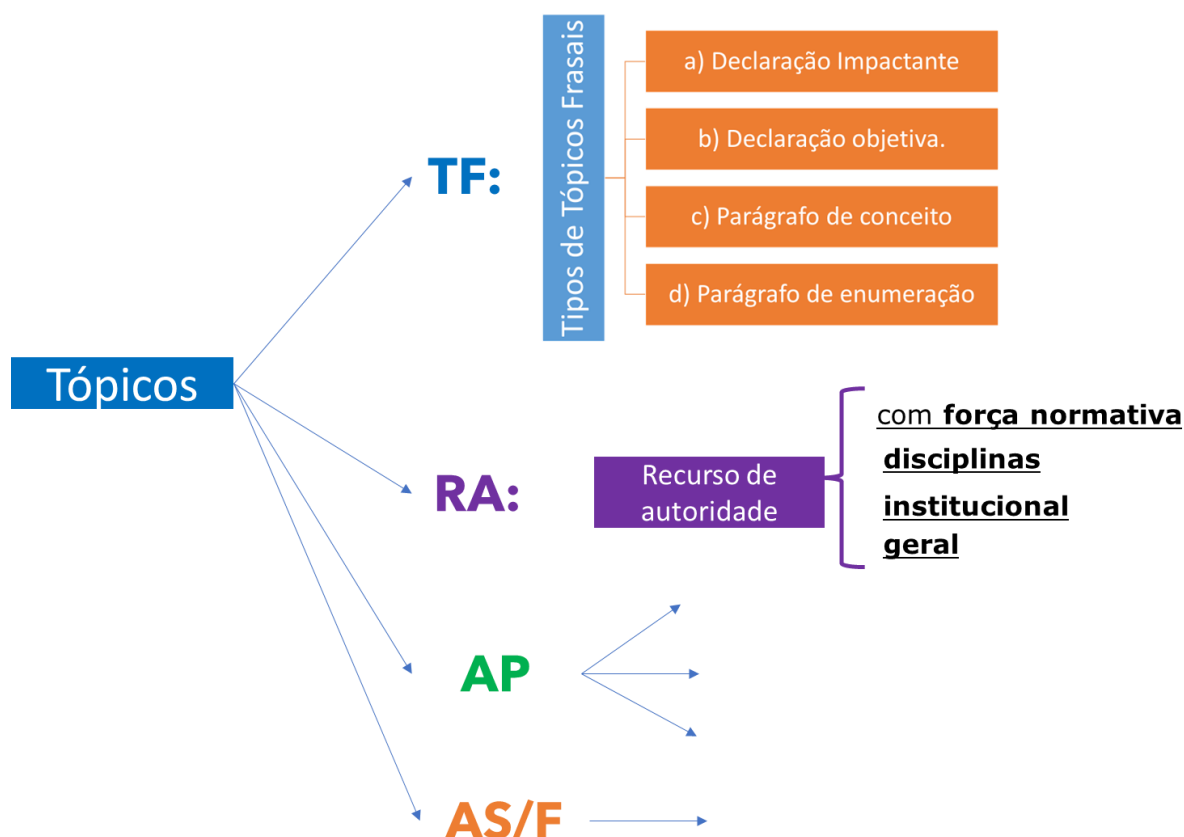 Tópicos
TF:
Tipos de Tópicos Frasais
a) Declaração Impactante
b) Declaração objetiva.
c) Parágrafo de conceito
d) Parágrafo de enumeração
RA:
Recurso de
autoridade
com força normativa
disciplinas
institucional
geral
AP
AS/F